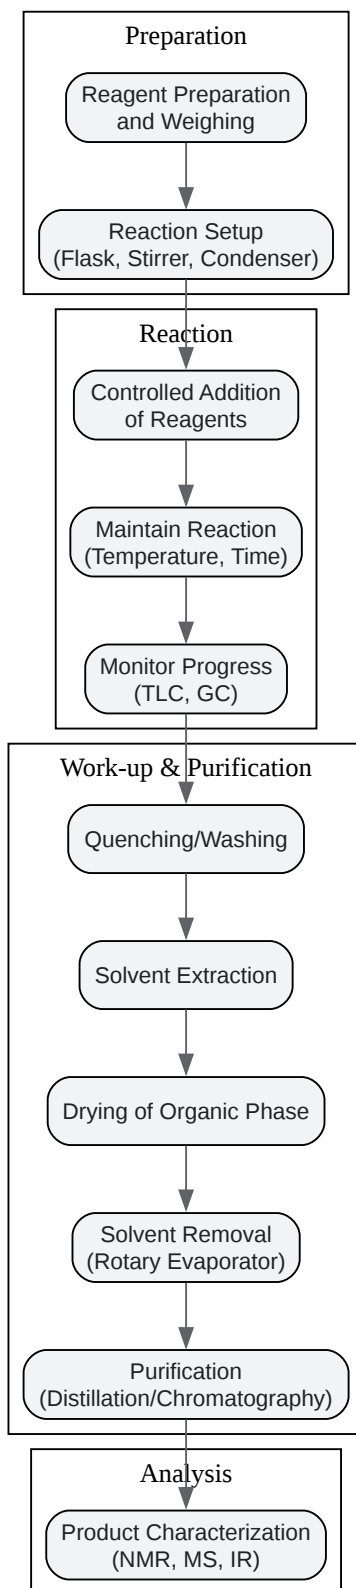 Preparation
Reagent Preparation
and Weighing
Reaction Setup
(Flask, Stirrer, Condenser)
Reaction
Controlled Addition
of Reagents
Maintain Reaction
(Temperature, Time)
Monitor Progress
(TLC, GC)
Work-up & Purification
Quenching/Washing
Solvent Extraction
Drying of Organic Phase
Solvent Removal
(Rotary Evaporator)
Purification
(Distillation/Chromatography)
Analysis
Product Characterization
(NMR, MS, IR)